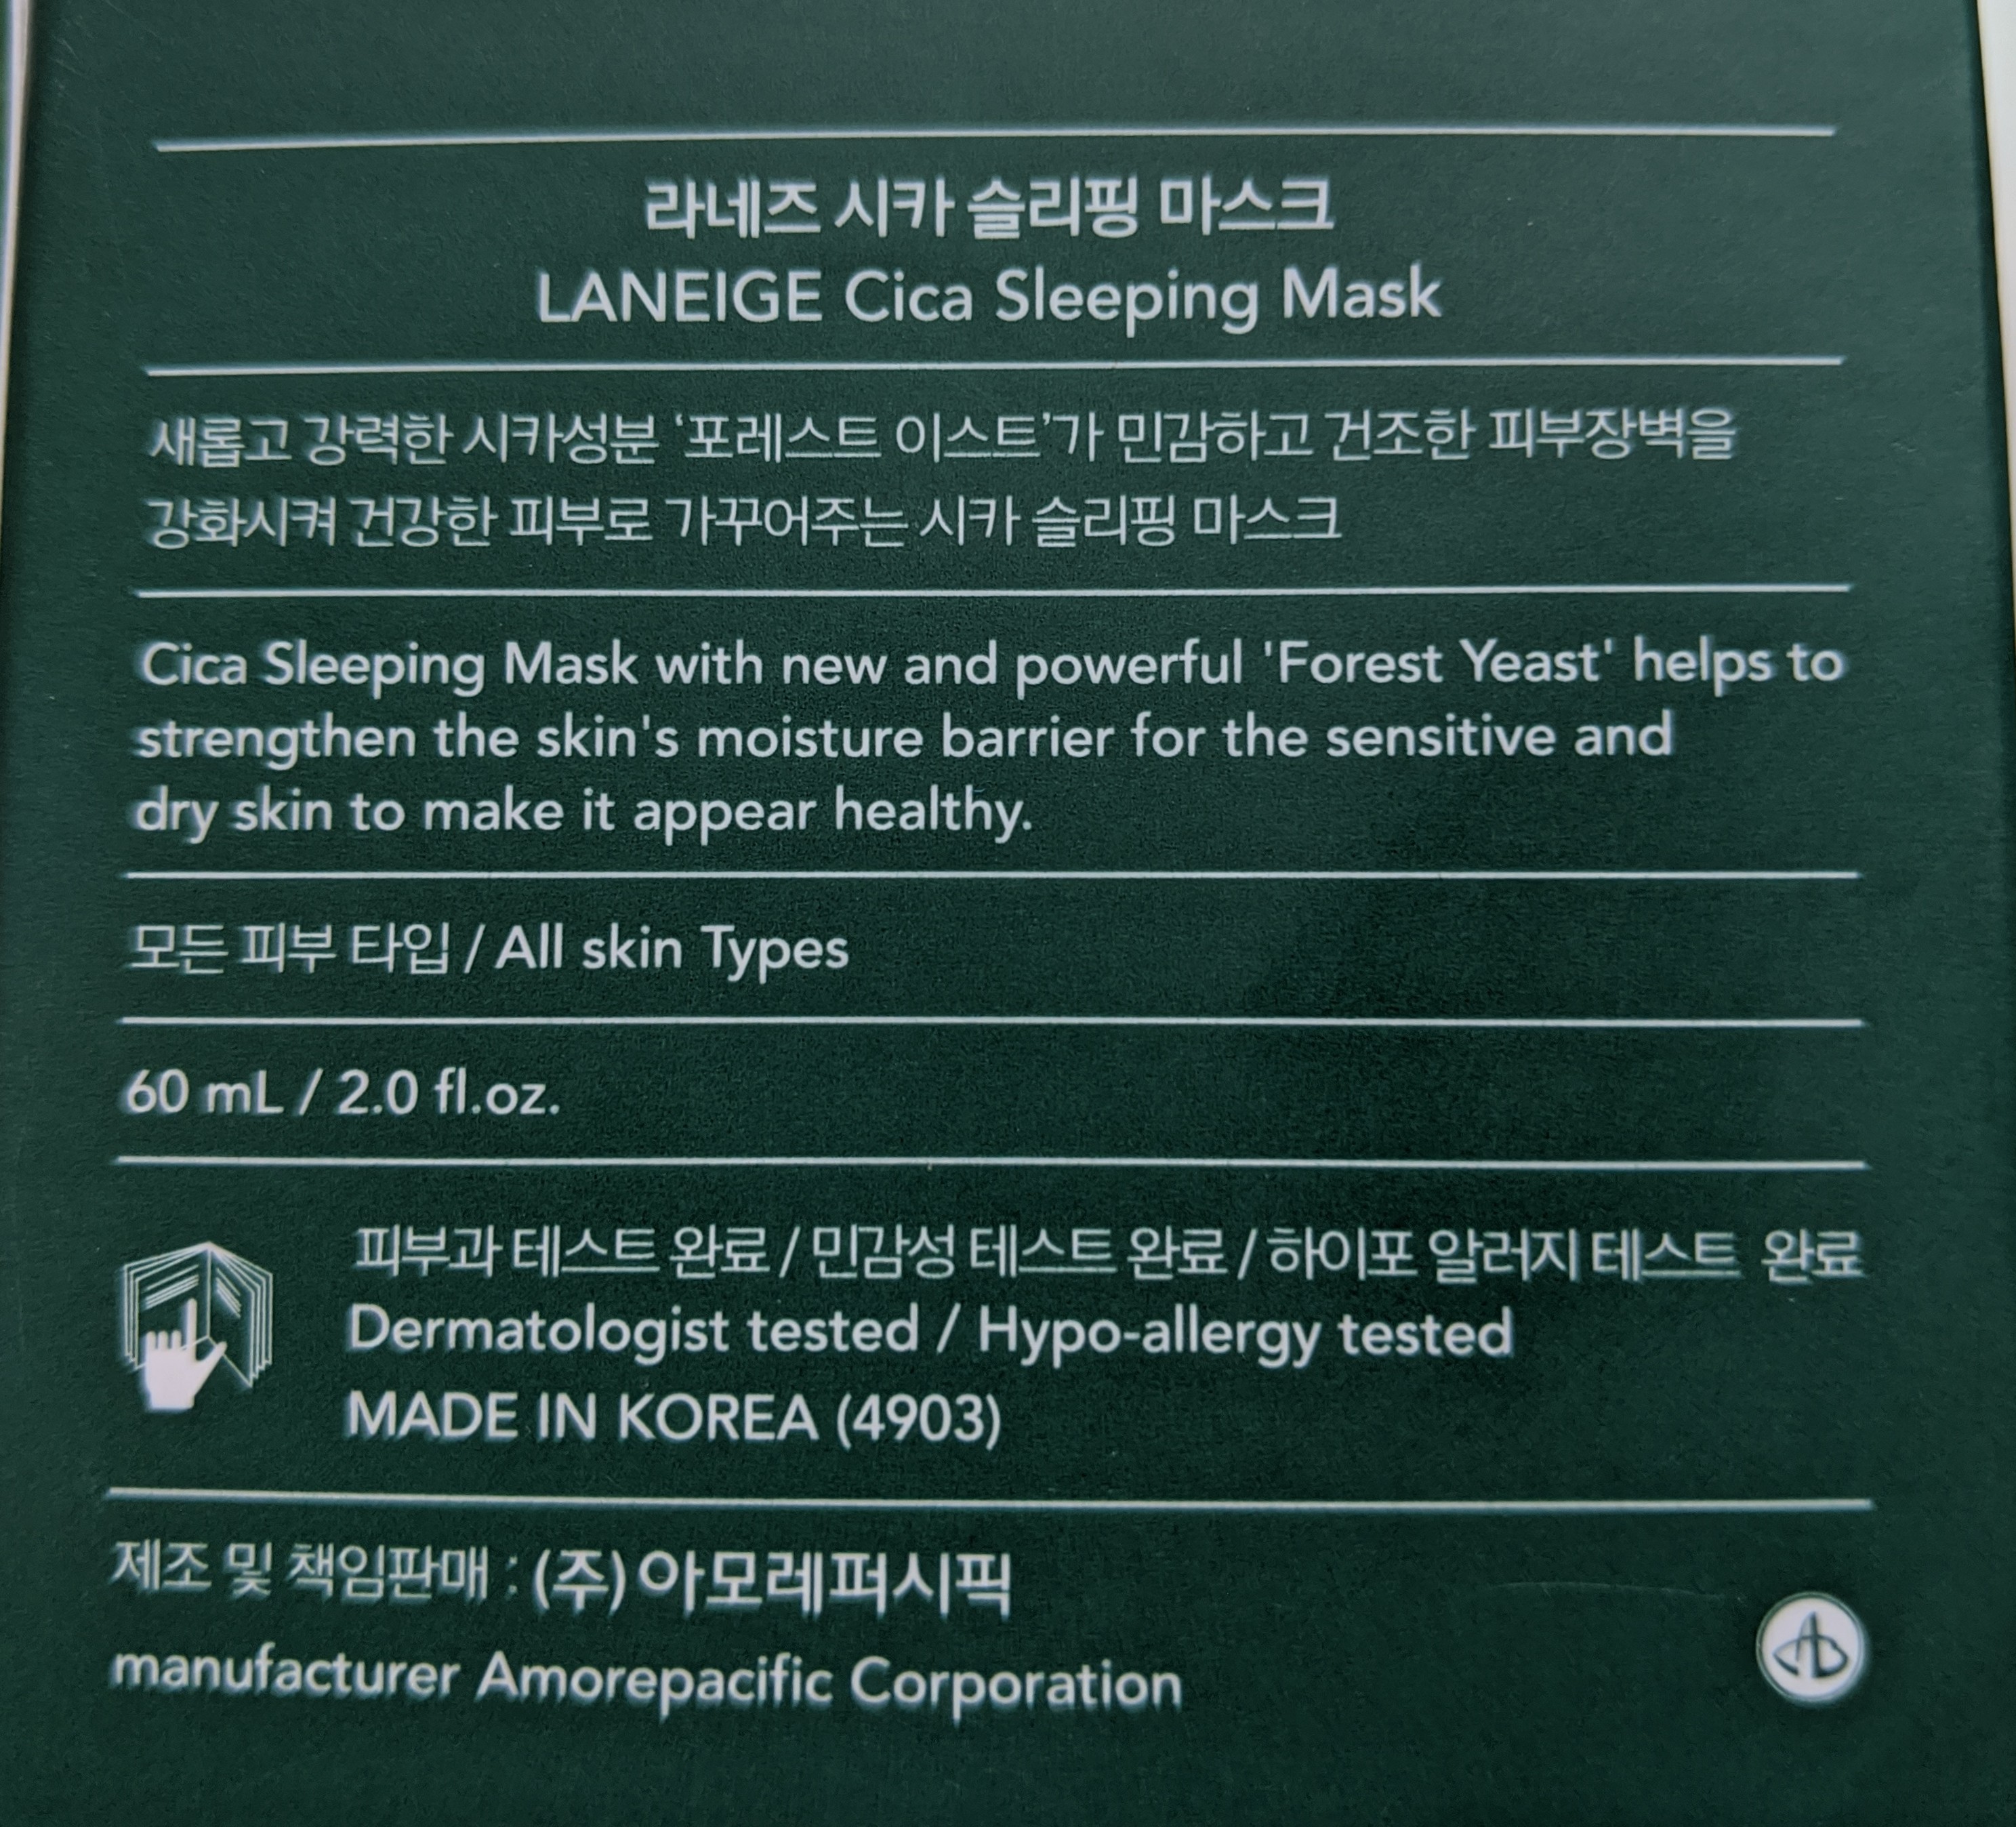 라네즈 시카 슬리핑 마스크
LANEIGE Cica Sleeping Mask
새롭고 강력한 시카성분 ‘포레스트 이스트’가 민감하고 건조한 피부장벽을
강화시켜 건강한 피부로 가꾸어주는 시카 슬리핑 마스크
Cica Sleeping Mask with new and powerful 'Forest Yeast' helps to
strengthen the skin's moisture barrier for the sensitive and
dry skin to make it appear healthy.
모든 피부 타입 / All skin Types
60 mL / 2.0 fl.oz.
피부과 테스트 완료 / 민감성 테스트 완료 / 하이포 알러지 테스트 완료
Dermatologist tested / Hypo-allergy tested
MADE IN KOREA (4903)
제조 및 책임판매 : (주)아모레퍼시픽
manufacturer Amorepacific Corporation